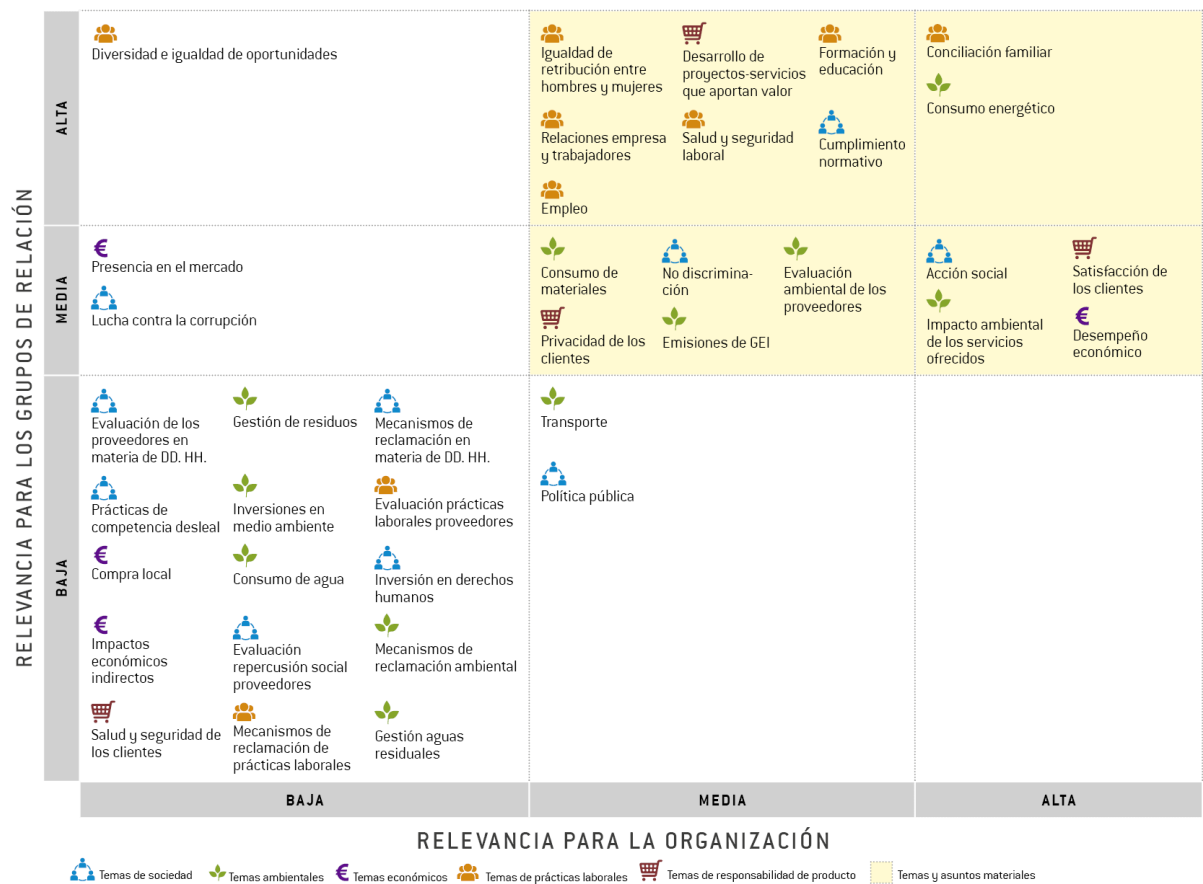 RELEVANCIA PARA LOS GRUPOS DE RELACIÓN
ALTA
Diversidad e igualdad de oportunidades
Igualdad de
retribución entre
hombres y mujeres
Desarrollo de
proyectos-servicios
que aportan valor
Formación y
educación
Relaciones empresa
y trabajadores
Salud y seguridad
laboral
Cumplimiento
normativo
Empleo
Conciliación familiar
Consumo energético
MEDIA
€
Presencia en el mercado
Lucha contra la corrupción
Consumo de
materiales
No discrimina-
ción
Evaluación
ambiental de los
proveedores
Privacidad de los
clientes
Emisiones de GEI
Acción social
Satisfacción de
los clientes
Impacto ambiental
de los servicios
ofrecidos
€
Desempeño
económico
BAJA
Evaluación de los
proveedores en
materia de DD. HH.
Gestión de residuos
Mecanismos de
reclamación en
materia de DD. HH.
Prácticas de
competencia desleal
Inversiones en
medio ambiente
Evaluación prácticas
laborales proveedores
€
Compra local
Consumo de agua
Inversión en derechos
humanos
€
Impactos
económicos
indirectos
Evaluación
repercusión social
proveedores
Mecanismos de
reclamación ambiental
Salud y seguridad de
los clientes
Mecanismos de
reclamación de
prácticas laborales
Gestión aguas
residuales
Transporte
Política pública
BAJA
MEDIA
ALTA
RELEVANCIA PARA LA ORGANIZACIÓN
Temas de sociedad
Temas ambientales
€ Temas económicos
Temas de prácticas laborales
Temas de responsabilidad de producto
Temas y asuntos materiales